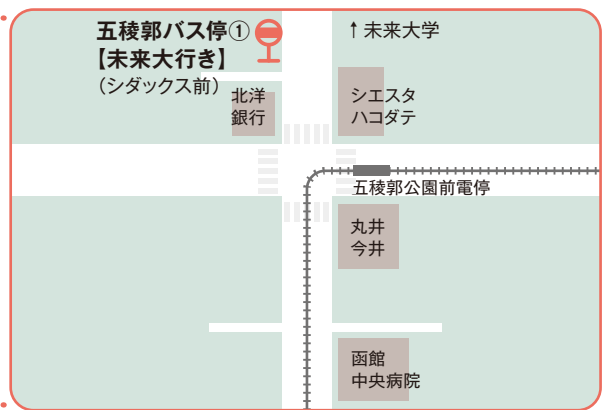 五稜郭バス停①
【未来大行き】
（シダックス前）
↑未来大学
北洋
銀行
シエスタ
ハコダテ
五稜郭公園前電停
丸井
今井
函館
中央病院